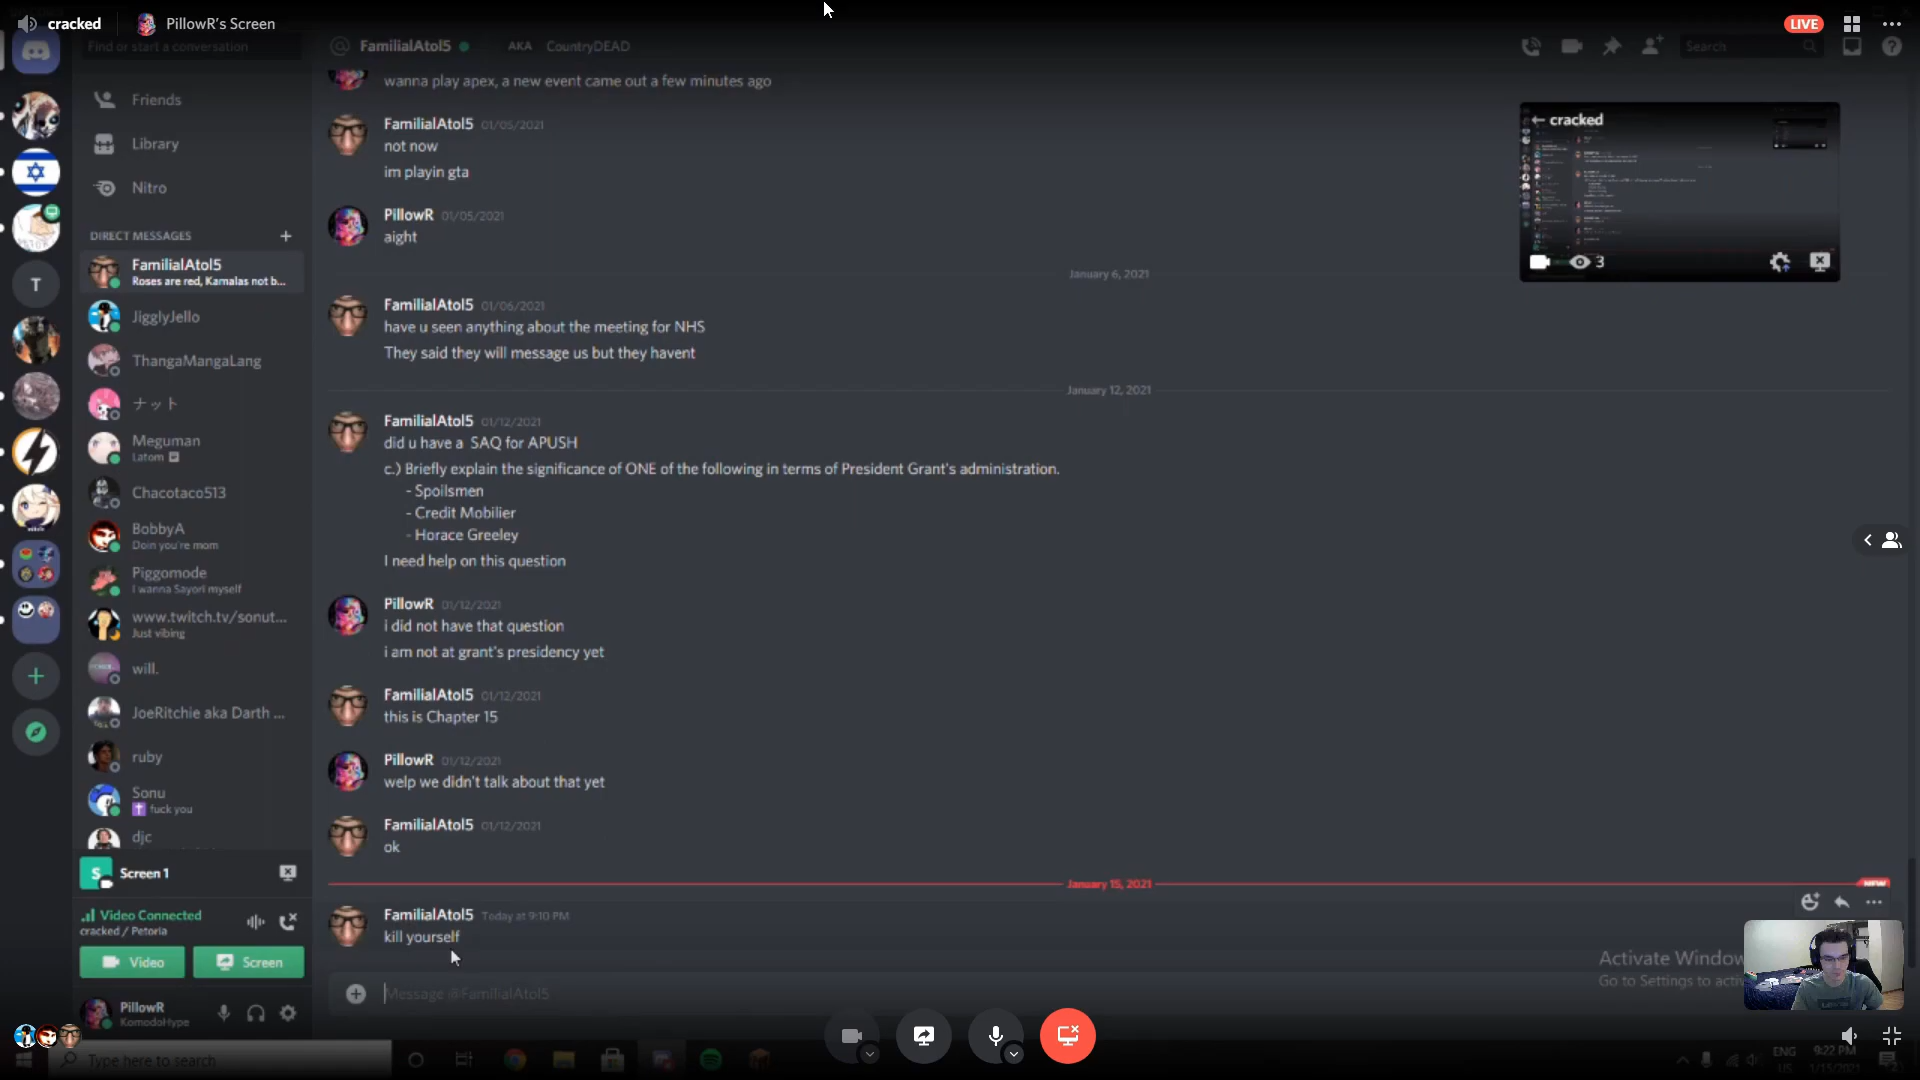 cracked
PillowR's Screen
LIVE
Find or start a conversation
FamilialAtol5
AKA CountryDEAD
Search
Friends
Library
Nitro
DIRECT MESSAGES
FamilialAtol5
Roses are red, Kamalas not b...
JigglyJello
ThangaMangaLang
ナット
Meguman
Latom
Chacotaco513
BobbyA
Doin you're mom
Piggomode
I wanna Sayori myself
www.twitch.tv/sonut...
Just vibing
will.
JoeRitchie aka Darth ...
ruby
Sonu
fuck you
djc
T
S
Screen 1
Video Connected
cracked / Petoria
Video
Screen
PillowR
KomodoHype
wanna play apex, a new event came out a few minutes ago
FamilialAtol5 01/05/2021
not now
im playin gta
PillowR 01/05/2021
aight
January 6, 2021
FamilialAtol5 01/06/2021
have u seen anything about the meeting for NHS
They said they will message us but they havent
January 12, 2021
FamilialAtol5 01/12/2021
did u have a SAQ for APUSH
c.) Briefly explain the significance of ONE of the following in terms of President Grant's administration.
- Spoilsmen
- Credit Mobilier
- Horace Greeley
I need help on this question
PillowR 01/12/2021
i did not have that question
i am not at grant's presidency yet
FamilialAtol5 01/12/2021
this is Chapter 15
PillowR 01/12/2021
welp we didn't talk about that yet
FamilialAtol5 01/12/2021
ok
January 15, 2021
NEW
FamilialAtol5 Today at 9:10 PM
kill yourself
Message @FamilialAtol5
cracked
3
Activate Window
Go to Settings to activ
Type here to search
ENG
US
9:22 PM
1/15/2021